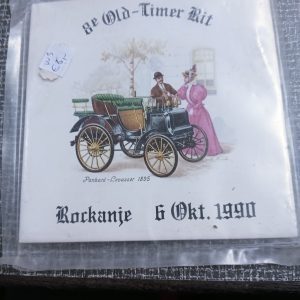 8e Old-Timer Rit
Panhard-Levassor 1895
Rockanje 6 Okt. 1990